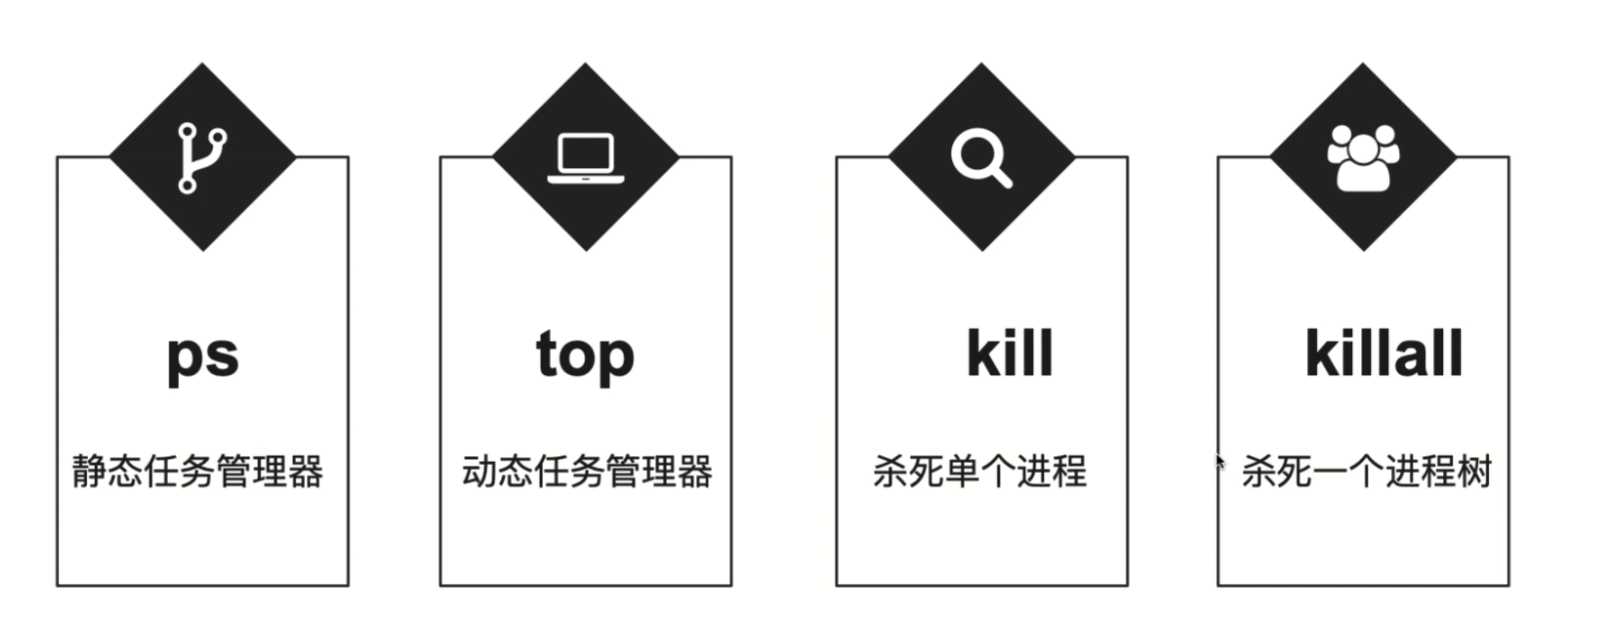 ps
静态任务管理器
top
动态任务管理器
kill
杀死单个进程
killall
杀死一个进程树